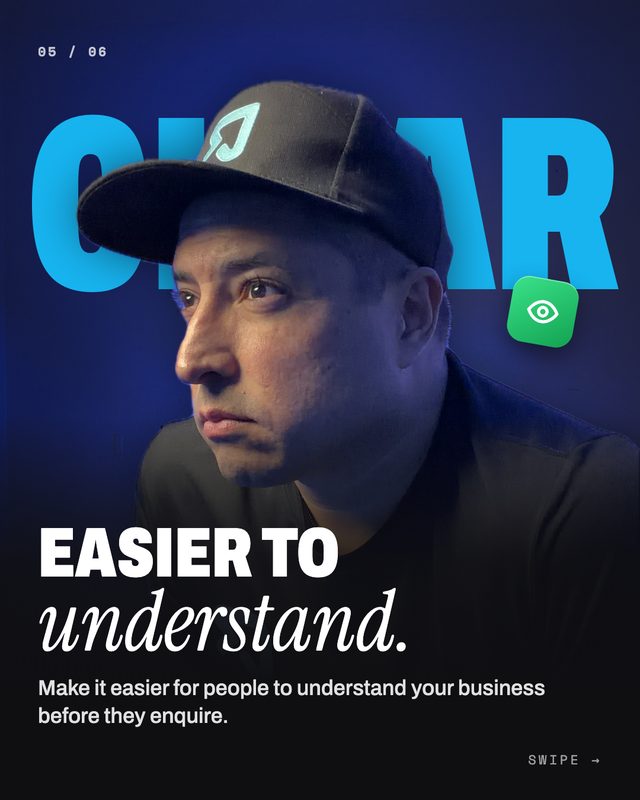 05 / 06
EASIER TO
understand.
Make it easier for people to understand your business
before they enquire.
SWIPE →